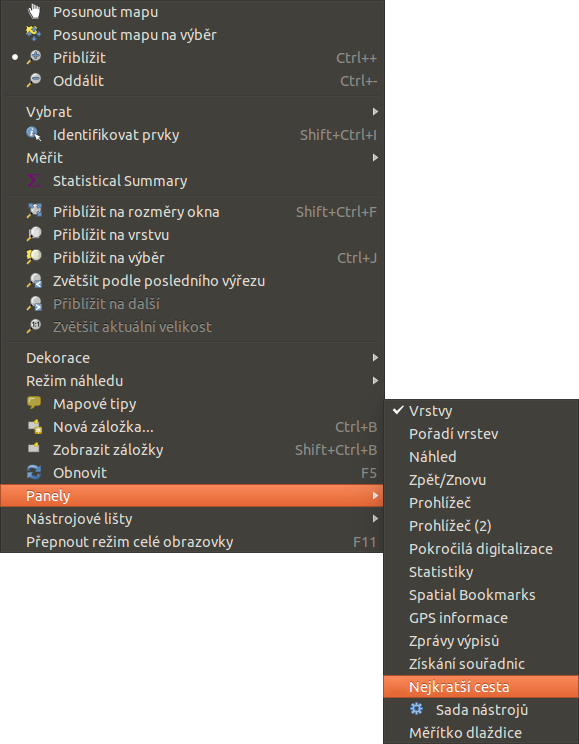 Posunout mapu
Posunout mapu na výběr
Přiblížit Ctrl++
Oddálit Ctrl+-
Vybrat
Identifikovat prvky Shift+Ctrl+I
Měřit
Statistical Summary
Přiblížit na rozměry okna Shift+Ctrl+F
Přiblížit na vrstvu
Přiblížit na výběr Ctrl+J
Zvětšit podle posledního výřezu
Přiblížit na další
Zvětšit aktuální velikost
Dekorace
Režim náhledu
Mapové tipy
Nová záložka... Ctrl+B
Zobrazit záložky Shift+Ctrl+B
Obnovit F5
Panely
Nástrojové lišty
Přepnout režim celé obrazovky F11
Vrstvy
Pořadí vrstev
Náhled
Zpět/Znovu
Prohlížeč
Prohlížeč (2)
Pokročilá digitalizace
Statistiky
Spatial Bookmarks
GPS informace
Zprávy výpisů
Získání souřadnic
Nejkratší cesta
Sada nástrojů
Měřítko dlaždice